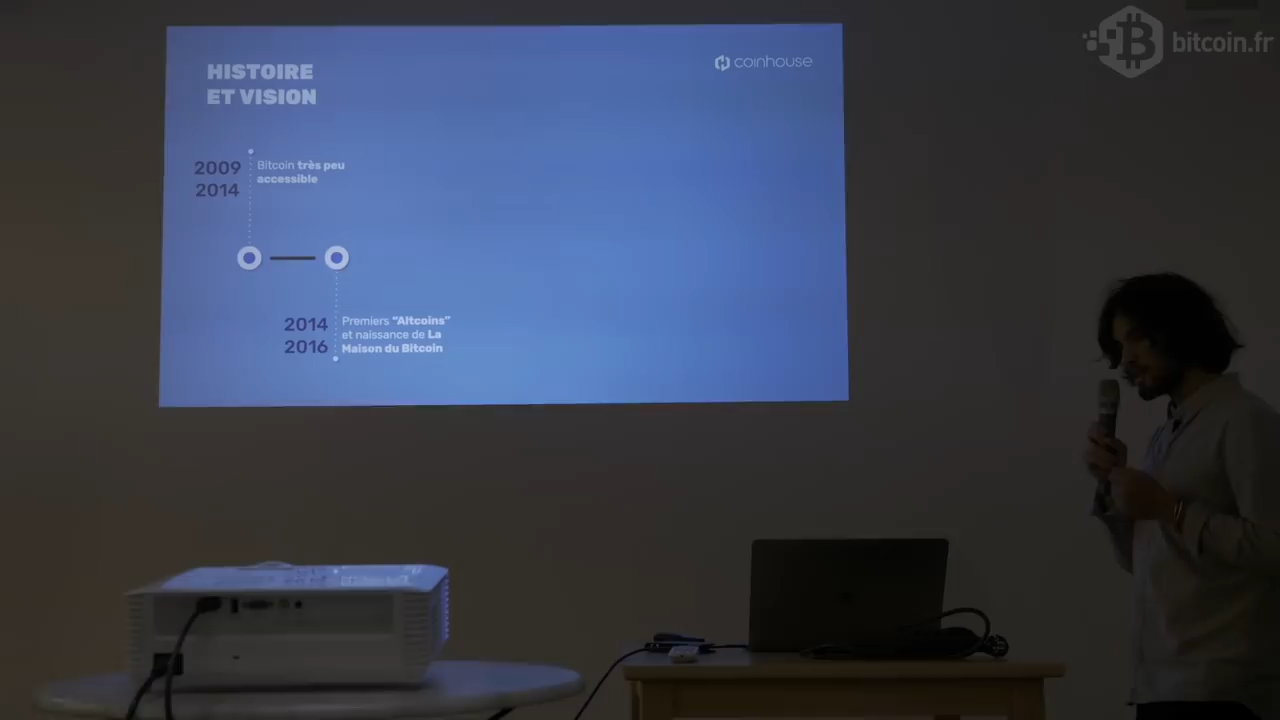 bitcoin.fr
HISTOIRE
ET VISION
coinhouse
2009
2014
Bitcoin très peu
accessible
2014
2016
Premiers "Altcoins"
et naissance de La
Maison du Bitcoin